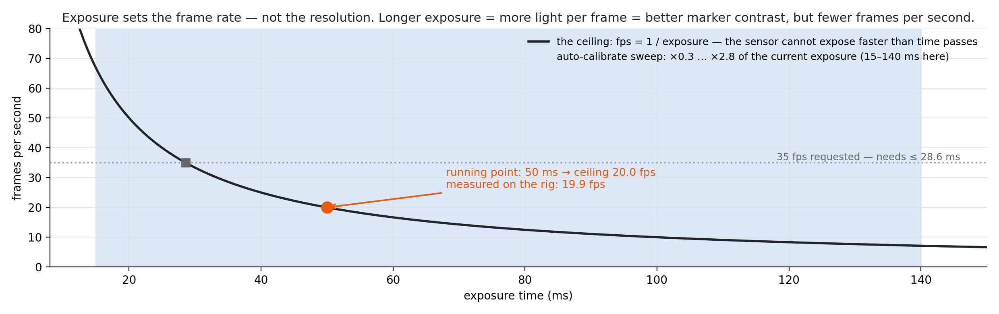 Exposure sets the frame rate — not the resolution. Longer exposure = more light per frame = better marker contrast, but fewer frames per second.
80
the ceiling: fps = 1 / exposure — the sensor cannot expose faster than time passes
auto-calibrate sweep: ×0.3 … ×2.8 of the current exposure (15–140 ms here)
70
60
50
40
35 fps requested — needs ≤ 28.6 ms
running point: 50 ms → ceiling 20.0 fps
measured on the rig: 19.9 fps
30
20
10
0
frames per second
20 40 60 80 100 120 140
exposure time (ms)